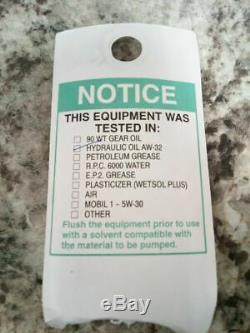 NOTICE
THIS EQUIPMENT WAS
TESTED IN:
90 WT GEAR OIL
HYDRAULIC OIL AW-32
PETROLEUM GREASE
R.P.C. 6000 WATER
E.P.2. GREASE
PLASTICIZER (WETSOL PLUS)
AIR
MOBIL 1 - 5W-30
OTHER
Flush the equipment prior to use
with a solvent compatible with
the material to be pumped.